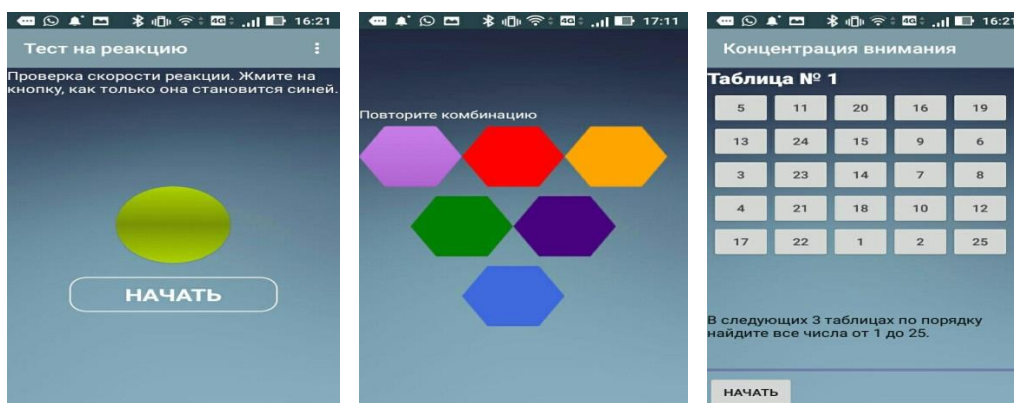 16:21
Тест на реакцию
Проверка скорости реакции. Жмите на
кнопку, как только она становится синей.
НАЧАТЬ
4G 17:11
Повторите комбинацию
4G 16:21
Концентрация внимания
Таблица № 1
5 11 20 16 19
13 24 15 9 6
3 23 14 7 8
4 21 18 10 12
17 22 1 2 25
В следующих 3 таблицах по порядку
найдите все числа от 1 до 25.
НАЧАТЬ